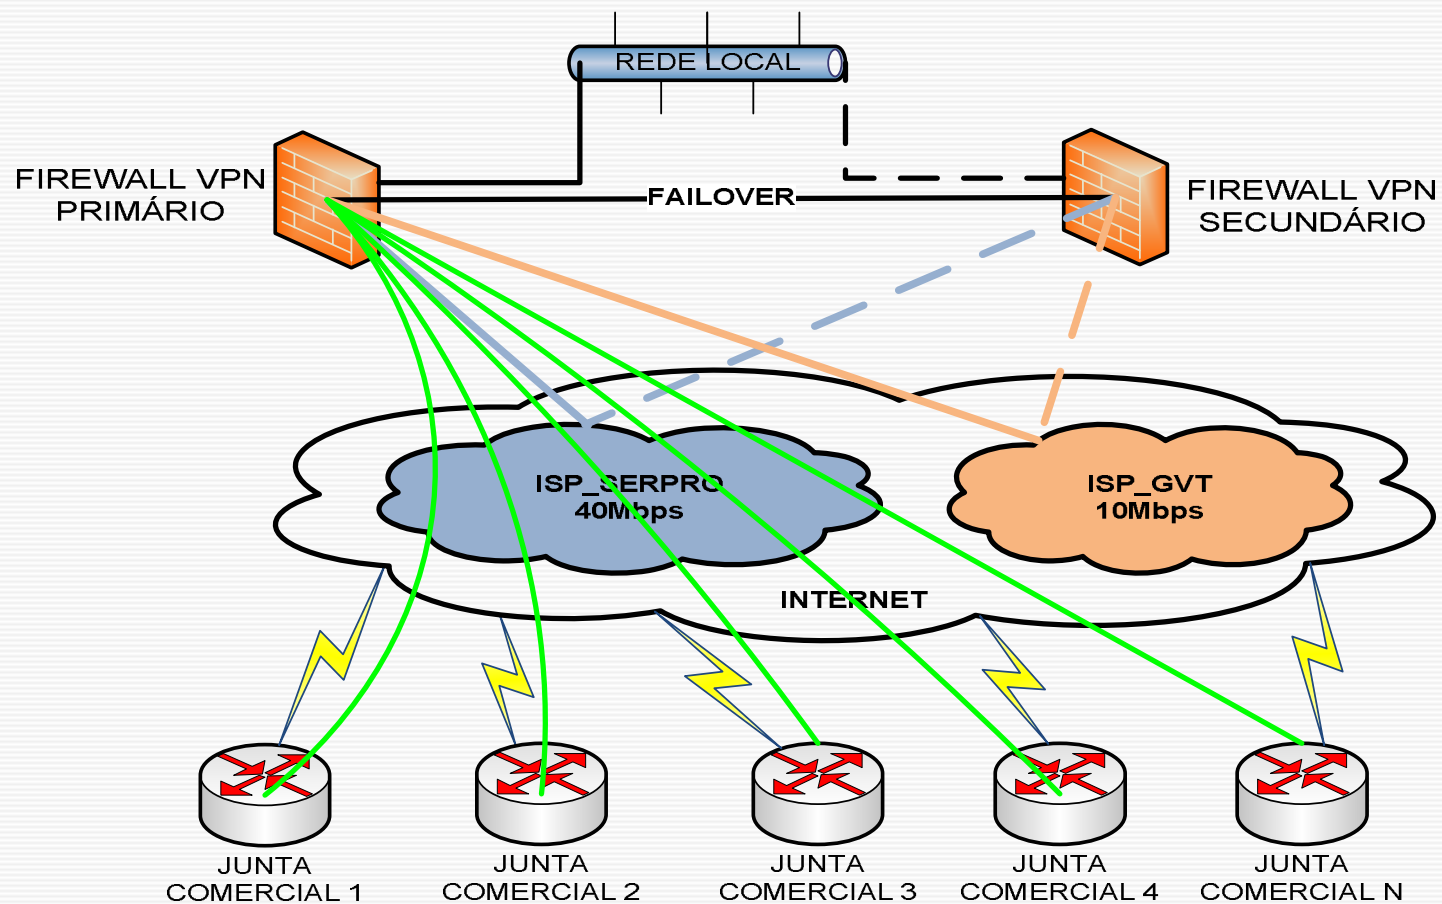 REDE LOCAL
FIREWALL VPN
PRIMÁRIO
FAILOVER
FIREWALL VPN
SECUNDÁRIO
ISP_SERPRO
40Mbps
ISP_GVT
10Mbps
INTERNET
JUNTA
COMERCIAL 1
JUNTA
COMERCIAL 2
JUNTA
COMERCIAL 3
JUNTA
COMERCIAL 4
JUNTA
COMERCIAL N